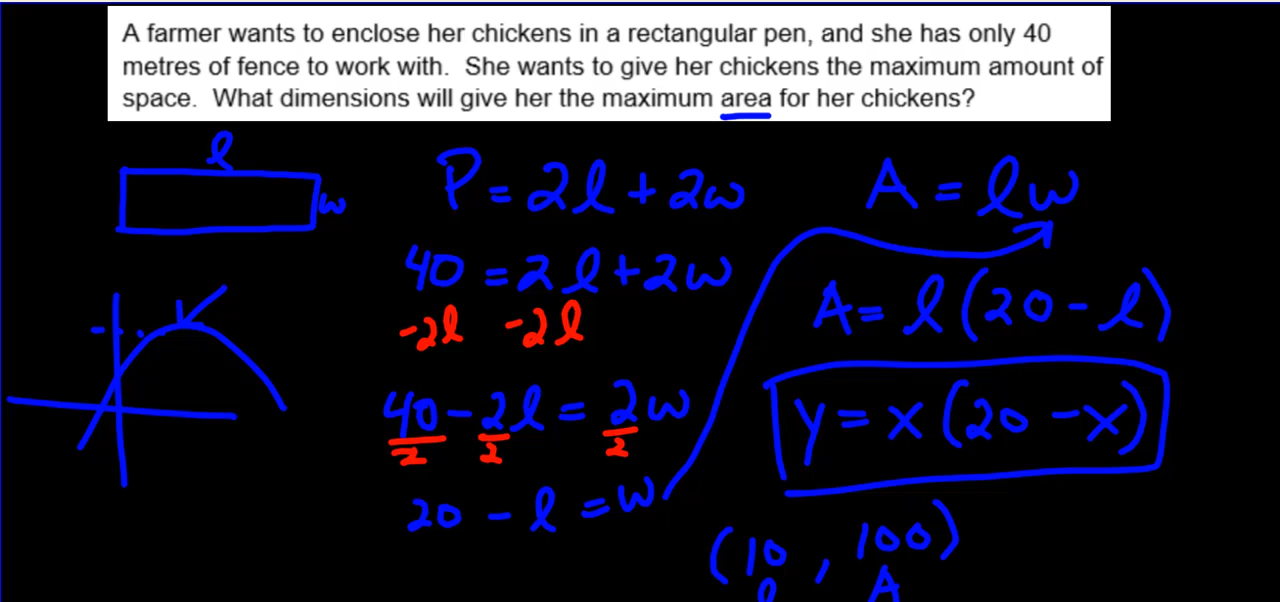 A farmer wants to enclose her chickens in a rectangular pen, and she has only 40
metres of fence to work with. She wants to give her chickens the maximum amount of
space. What dimensions will give her the maximum area for her chickens?
l
w
P = 2l + 2w
40 = 2l + 2w
-2l -2l
40 - 2l = 2w
2 2 2
20 - l = w
A = lw
A = l(20 - l)
y = x(20 - x)
(10, 100)
l A